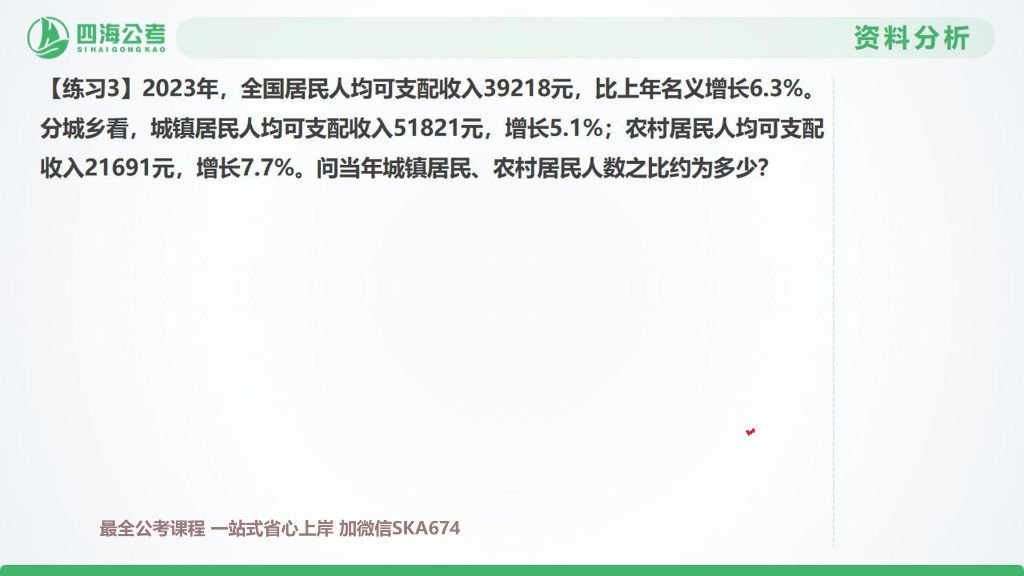 四海公考
SIHAIGONGKAO
资料分析
【练习3】2023年，全国居民人均可支配收入39218元，比上年名义增长6.3%。
分城乡看，城镇居民人均可支配收入51821元，增长5.1%；农村居民人均可支配
收入21691元，增长7.7%。问当年城镇居民、农村居民人数之比约为多少？
最全公考课程 一站式省心上岸 加微信SKA674